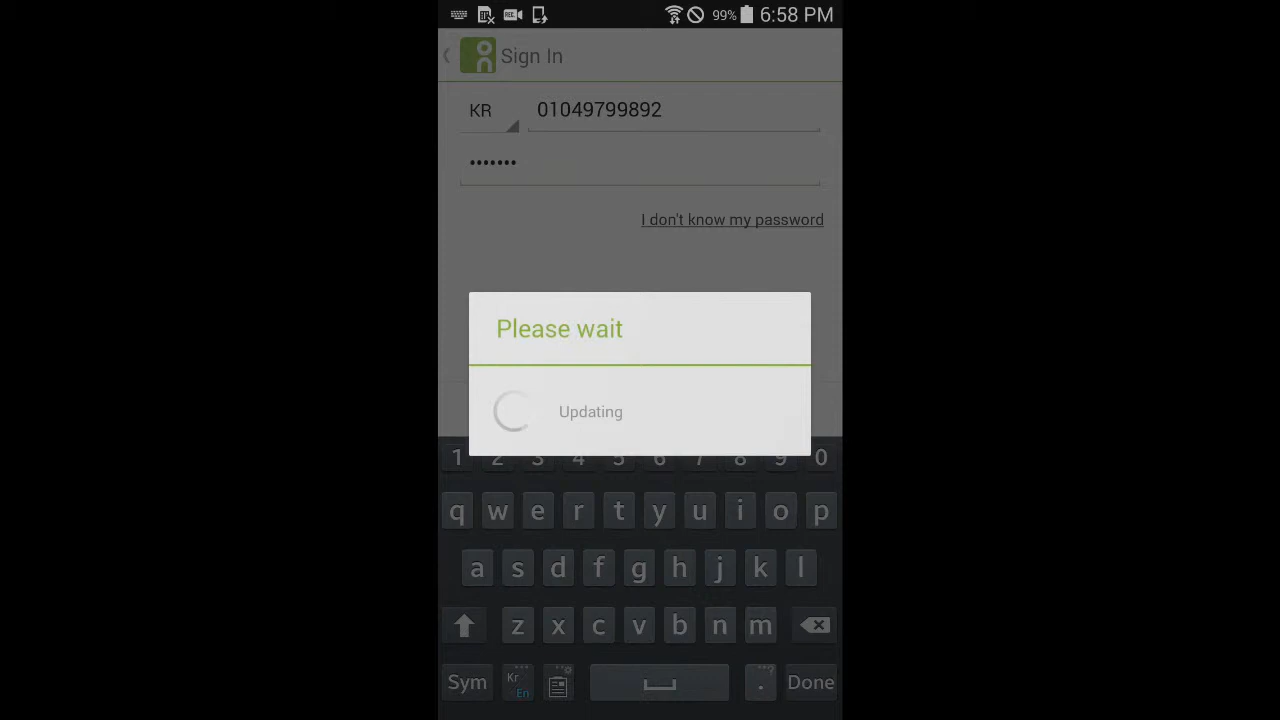 99% 6:58 PM
Sign In
KR 01049799892
•••••••
I don't know my password
Please wait
Updating
1 2 3 4 5 6 7 8 9 0
q w e r t y u i o p
a s d f g h j k l
z x c v b n m
Sym Kr En . Done